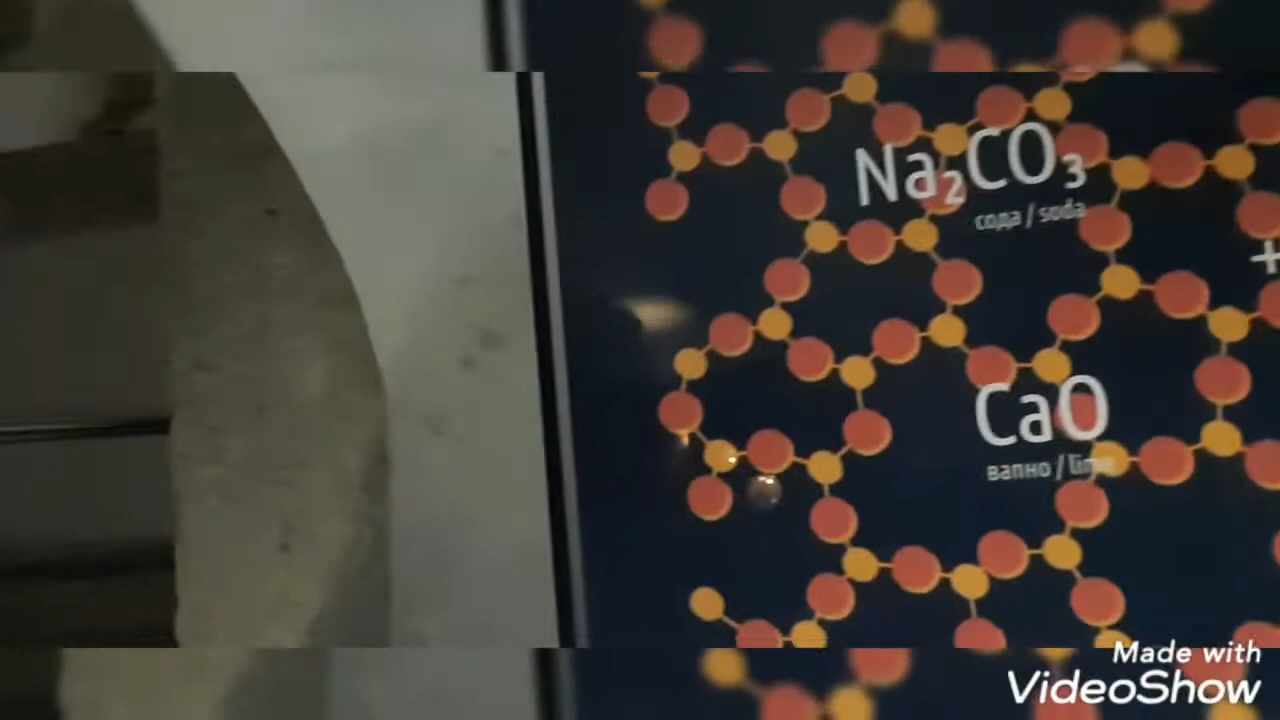 Na₂CO₃
сода / soda
+
CaO
вапно / lime
Made with
VideoShow